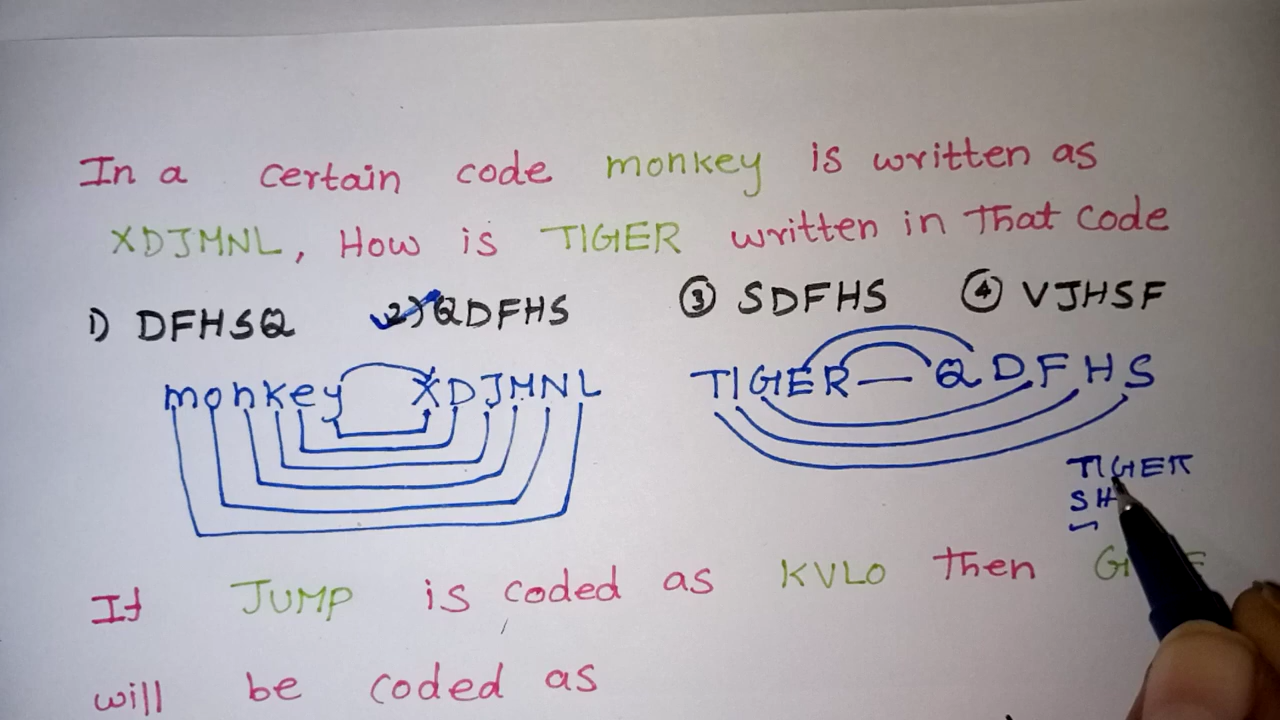 In a certain code monkey is written as
XDJMNL, How is TIGER written in That code
1) DFHSQ 2) QDFHS 3 SDFHS 4 VJHSF
monkey XDJMNL TIGER — QDFHS
TIGER
SH
If JUMP is coded as KVLO Then
will be coded as